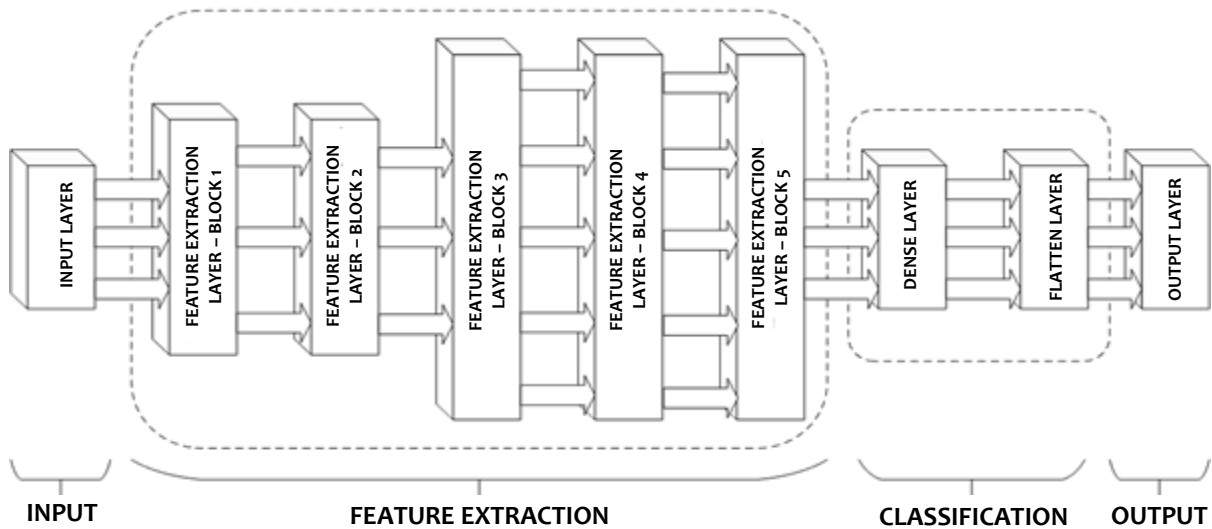 INPUT LAYER
FEATURE EXTRACTION
LAYER – BLOCK 1
FEATURE EXTRACTION
LAYER – BLOCK 2
FEATURE EXTRACTION
LAYER – BLOCK 3
FEATURE EXTRACTION
LAYER – BLOCK 4
FEATURE EXTRACTION
LAYER – BLOCK 5
DENSE LAYER
FLATTEN LAYER
OUTPUT LAYER
INPUT
FEATURE EXTRACTION
CLASSIFICATION
OUTPUT